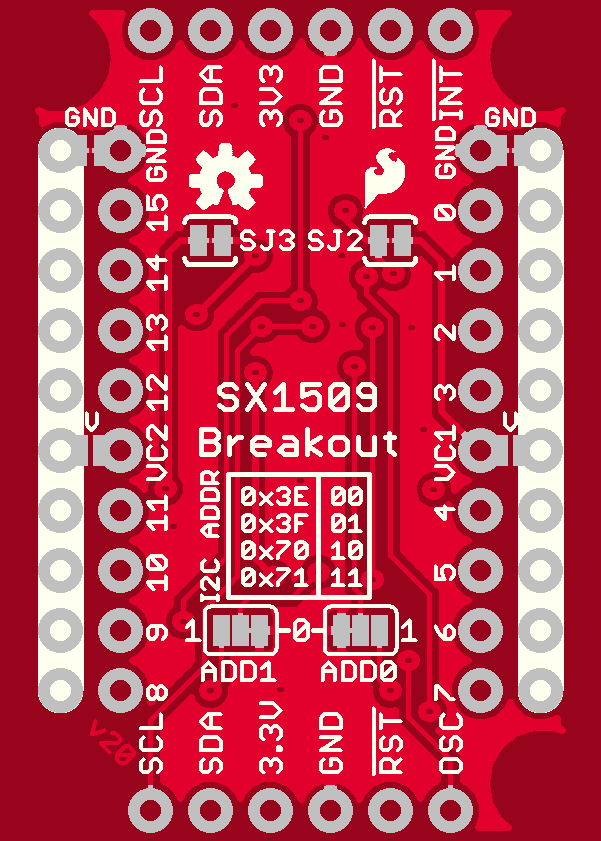 SCL SDA 3V3 GND RST INT
GND GND
GND GND
15 0
SJ3 SJ2
14 1
13 2
12 3
SX1509
Breakout
V V
VC2 VC1
I2C ADDR
0x3E 00
0x3F 01
0x70 10
0x71 11
11 4
10 5
9 6
1 0 1
ADD1 ADD0
8 7
SCL SDA 3.3V GND RST OSC
v20